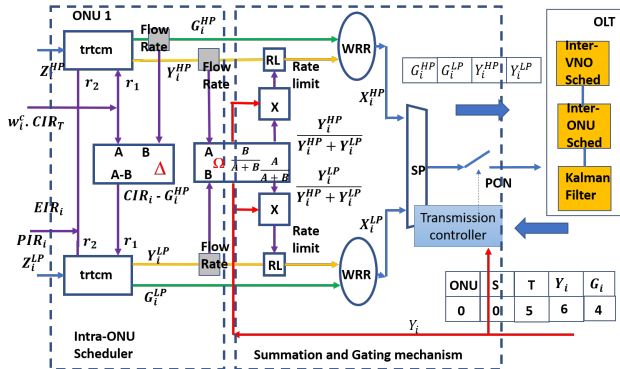 ONU 1
Flow Rate
G_i^{HP}
trtcm
Z_i^{HP}
r_2
r_1
Y_i^{HP}
Flow Rate
RL
Rate limit
WRR
X_i^{HP}
w_i^c.CIR_T
A B
Δ
A-B
CIR_i - G_i^{HP}
X
A
Ω
B
B/(A+B)
A/(A+B)
Y_i^{HP}/(Y_i^{HP} + Y_i^{LP})
Y_i^{LP}/(Y_i^{HP} + Y_i^{LP})
X
Rate limit
EIR_i
PIR_i
r_2
r_1
Z_i^{LP}
trtcm
Y_i^{LP}
Flow Rate
RL
G_i^{LP}
WRR
X_i^{LP}
SP
G_i^{HP} G_i^{LP} Y_i^{HP} Y_i^{LP}
PON
Transmission controller
OLT
Inter-VNO Sched
Inter-ONU Sched
Kalman Filter
ONU S T Y_i G_i
0 0 5 6 4
Y_i
Intra-ONU Scheduler
Summation and Gating mechanism